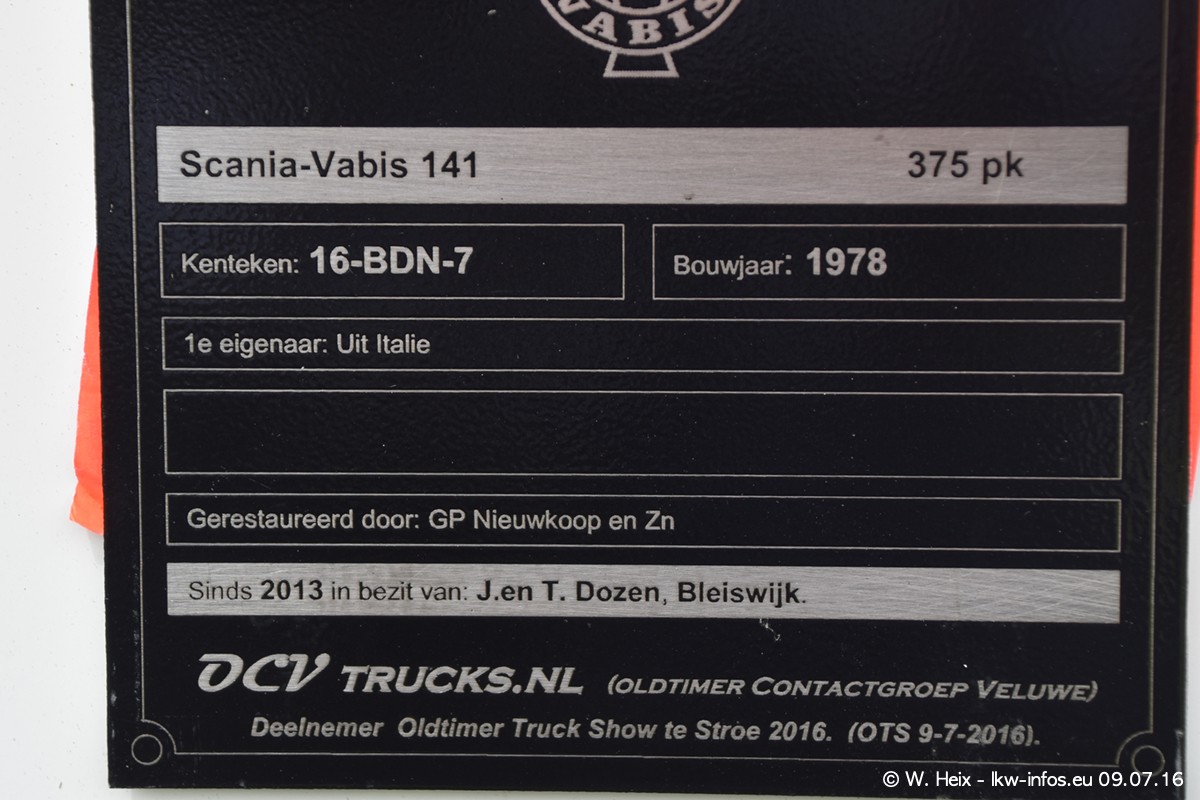 VABIS
Scania-Vabis 141 375 pk
Kenteken: 16-BDN-7 Bouwjaar: 1978
1e eigenaar: Uit Italie
Gerestaureerd door: GP Nieuwkoop en Zn
Sinds 2013 in bezit van: J.en T. Dozen, Bleiswijk.
OCV TRUCKS.NL (OLDTIMER CONTACTGROEP VELUWE)
Deelnemer Oldtimer Truck Show te Stroe 2016. (OTS 9-7-2016).
© W. Heix - lkw-infos.eu 09.07.16